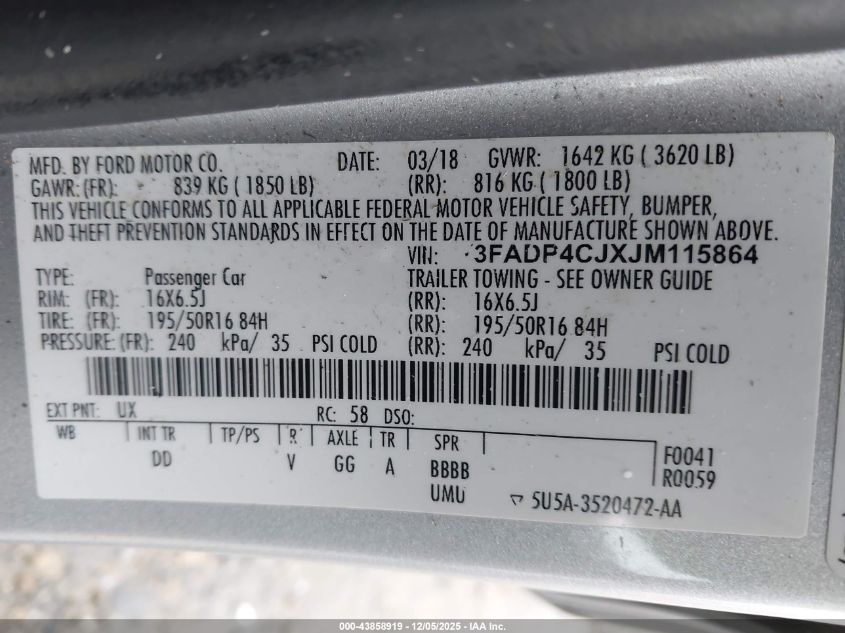 MFD. BY FORD MOTOR CO. DATE: 03/18 GVWR: 1642 KG ( 3620 LB)
GAWR: (FR): 839 KG ( 1850 LB) (RR): 816 KG ( 1800 LB)
THIS VEHICLE CONFORMS TO ALL APPLICABLE FEDERAL MOTOR VEHICLE SAFETY, BUMPER,
AND THEFT PREVENTION STANDARDS IN EFFECT ON THE DATE OF MANUFACTURE SHOWN ABOVE.
VIN: 3FADP4CJXJM115864
TYPE: Passenger Car TRAILER TOWING - SEE OWNER GUIDE
RIM: (FR): 16X6.5J (RR): 16X6.5J
TIRE: (FR): 195/50R16 84H (RR): 195/50R16 84H
PRESSURE: (FR): 240 kPa/ 35 PSI COLD (RR): 240 kPa/ 35 PSI COLD
EXT PNT: UX RC: 58 DSO:
WB INT TR TP/PS R AXLE TR SPR F0041
DD V GG A BBBB R0059
UMU 5U5A-3520472-AA
000-43858919 - 12/05/2025 - IAA Inc.